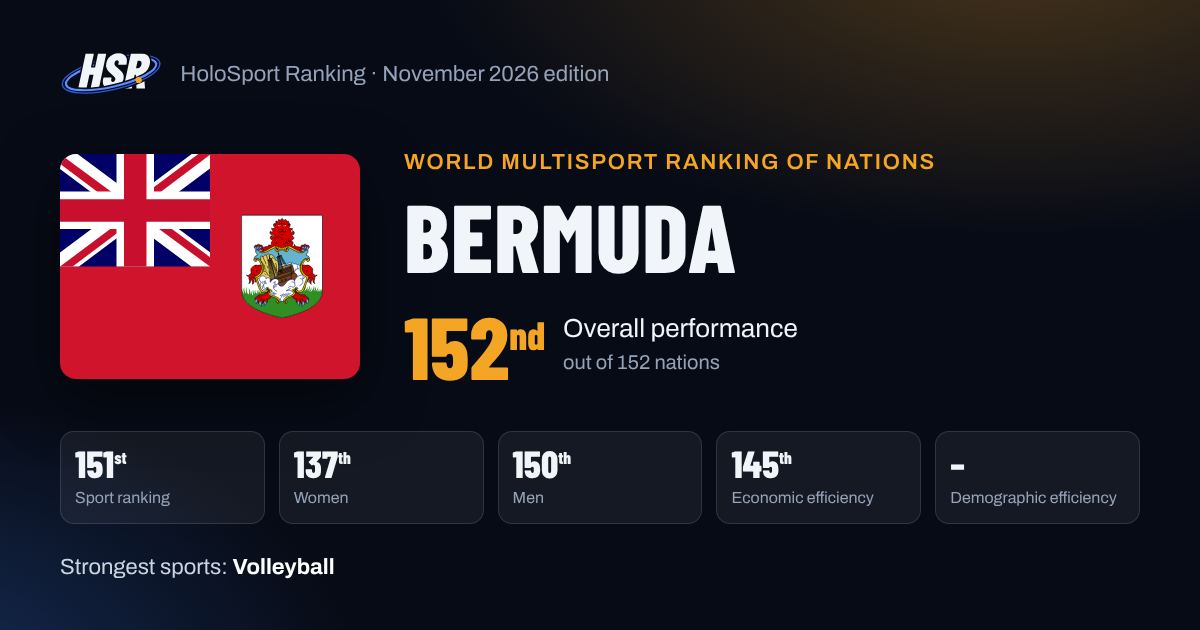 HSR HoloSport Ranking · November 2026 edition
WORLD MULTISPORT RANKING OF NATIONS
BERMUDA
152nd Overall performance
out of 152 nations
151st
Sport ranking
137th
Women
150th
Men
145th
Economic efficiency
–
Demographic efficiency
Strongest sports: Volleyball